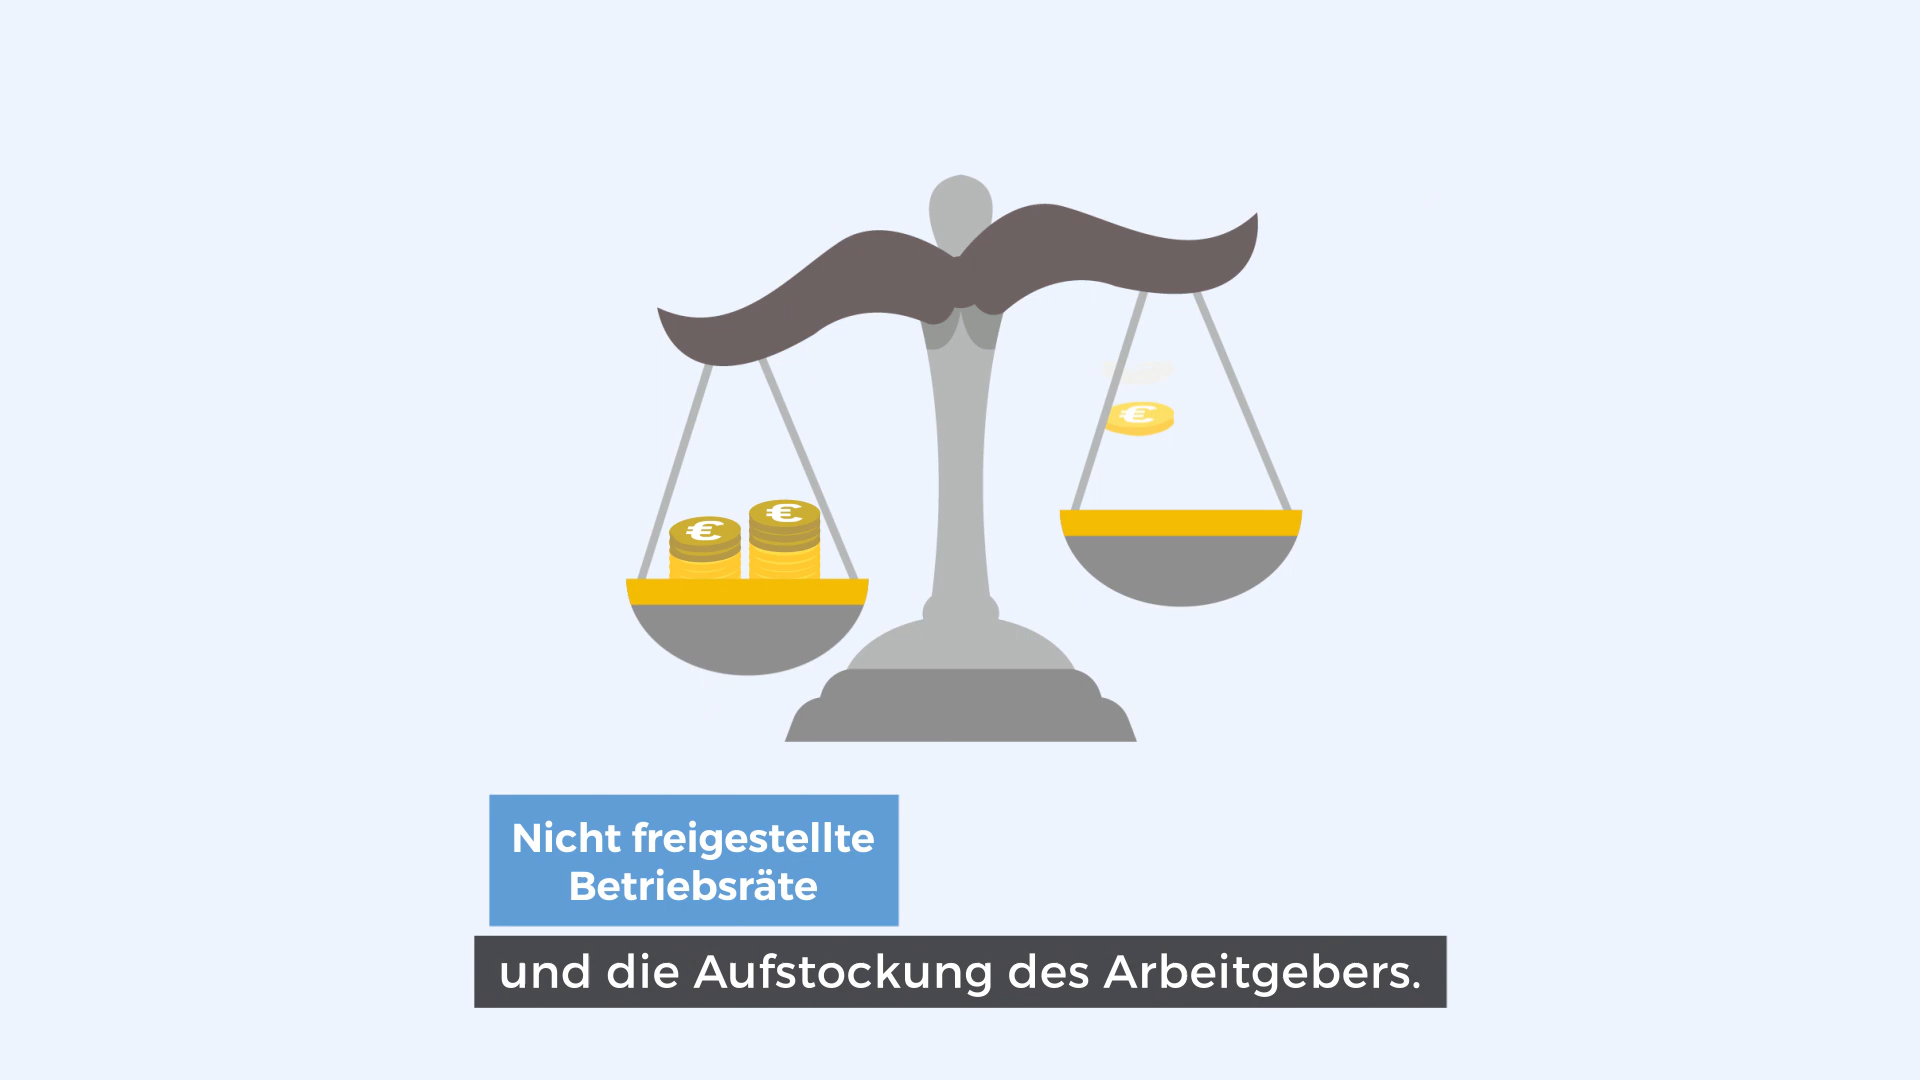 €
€
€
Nicht freigestellte
Betriebsräte
und die Aufstockung des Arbeitgebers.